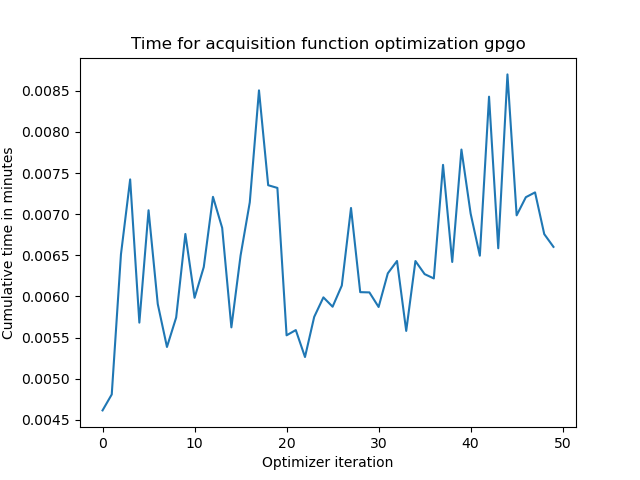 Time for acquisition function optimization gpgo
Cumulative time in minutes
0.0085
0.0080
0.0075
0.0070
0.0065
0.0060
0.0055
0.0050
0.0045
0 10 20 30 40 50
Optimizer iteration